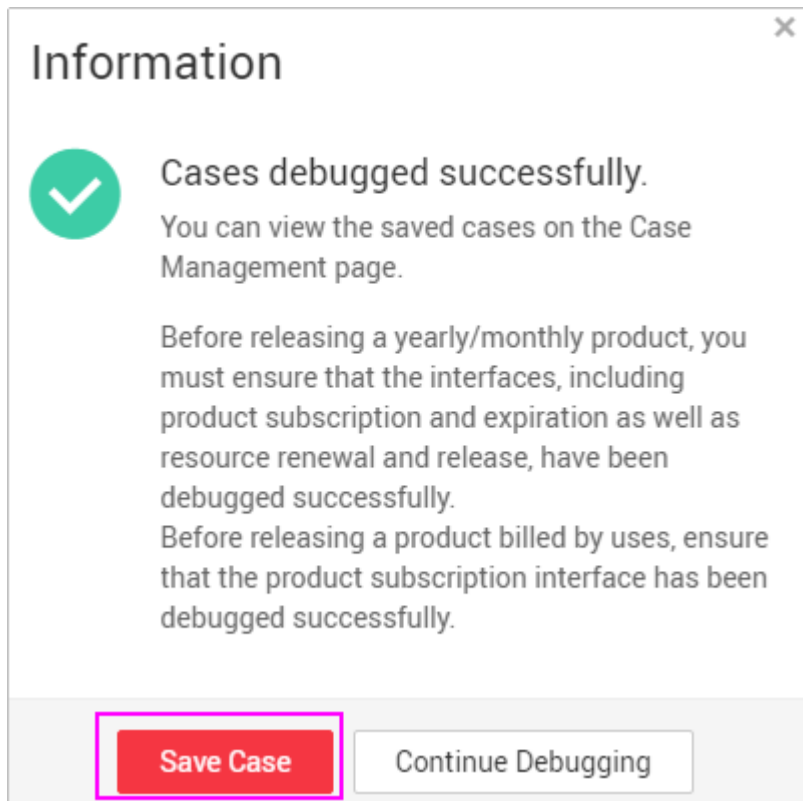 Information
Cases debugged successfully.
You can view the saved cases on the Case
Management page.
Before releasing a yearly/monthly product, you
must ensure that the interfaces, including
product subscription and expiration as well as
resource renewal and release, have been
debugged successfully.
Before releasing a product billed by uses, ensure
that the product subscription interface has been
debugged successfully.
Save Case
Continue Debugging